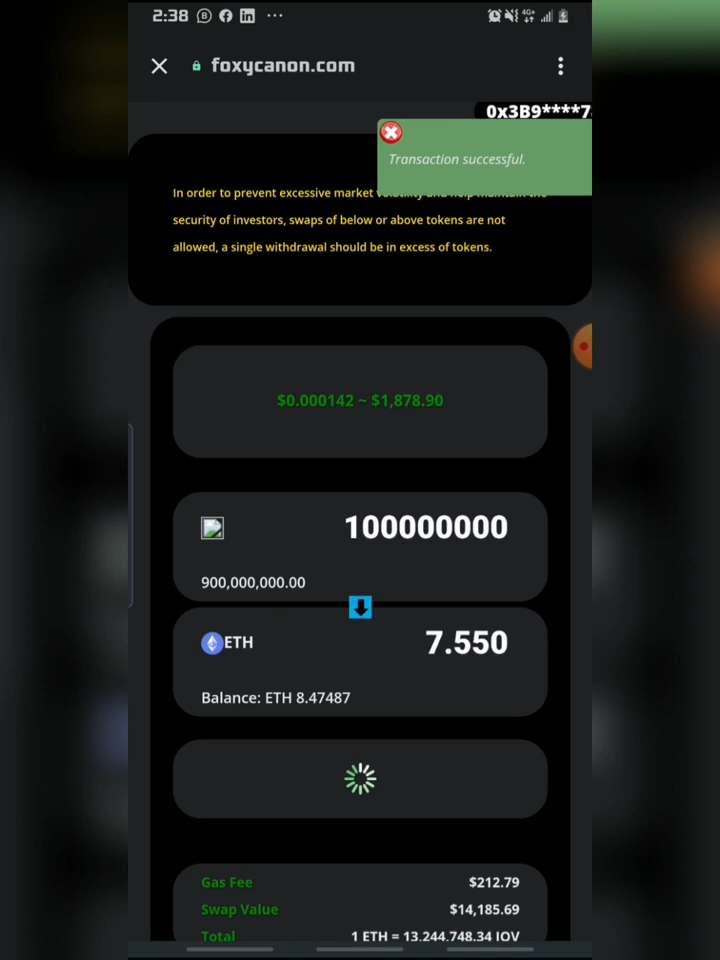 2:38
4G+
foxycanon.com
0x3B9****7
Transaction successful.
In order to prevent excessive market
security of investors, swaps of below or above tokens are not
allowed, a single withdrawal should be in excess of tokens.
$0.000142 ~ $1,878.90
100000000
900,000,000.00
ETH
7.550
Balance: ETH 8.47487
Gas Fee
$212.79
Swap Value
$14,185.69
Total
1 ETH = 13,244,748.34 IOV